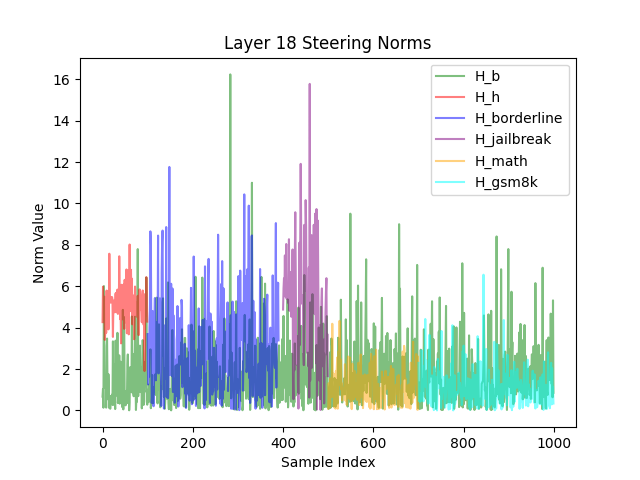 Layer 18 Steering Norms
Norm Value
16
14
12
10
8
6
4
2
0
H_b
H_h
H_borderline
H_jailbreak
H_math
H_gsm8k
0
200
400
600
800
1000
Sample Index